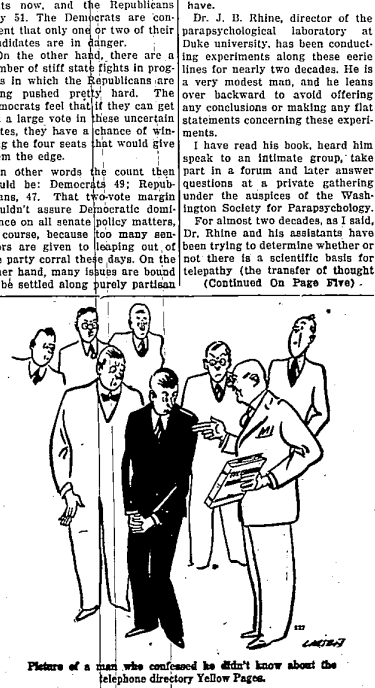 ts now, and the Republicans
y 51. The Democrats are con-
ent that only one or two of their
ndidates are in danger.
On the other hand, there are a
mber of stiff state fights in prog-
s in which the Republicans are
ng pushed pretty hard. The
mocrats feel that if they can get
a large vote in these uncertain
tes, they have a chance of win-
g the four seats that would give
em the edge.
n other words the count then
uld be: Democrats 49; Repub-
ans, 47. That two-vote margin
uldn't assure Democratic domi-
nce on all senate policy matters,
course, because too many sen-
ors are given to leaping out of
e party corral these days. On the
er hand, many issues are bound
be settled along purely partisan
have.
Dr. J. B. Rhine, director of the
parapsychological laboratory at
Duke university, has been conduct-
ing experiments along these eerie
lines for nearly two decades. He is
a very modest man, and he leans
over backward to avoid offering
any conclusions or making any flat
statements concerning these experi-
ments.
I have read his book, heard him
speak to an intimate group, take
part in a forum and later answer
questions at a private gathering
under the auspices of the Wash-
ington Society for Parapsychology.
For almost two decades, as I said,
Dr. Rhine and his assistants have
been trying to determine whether or
not there is a scientific basis for
telepathy (the transfer of thought
(Continued On Page Five)
127
Picture of a man who confessed he didn't know about the
telephone directory Yellow Pages.